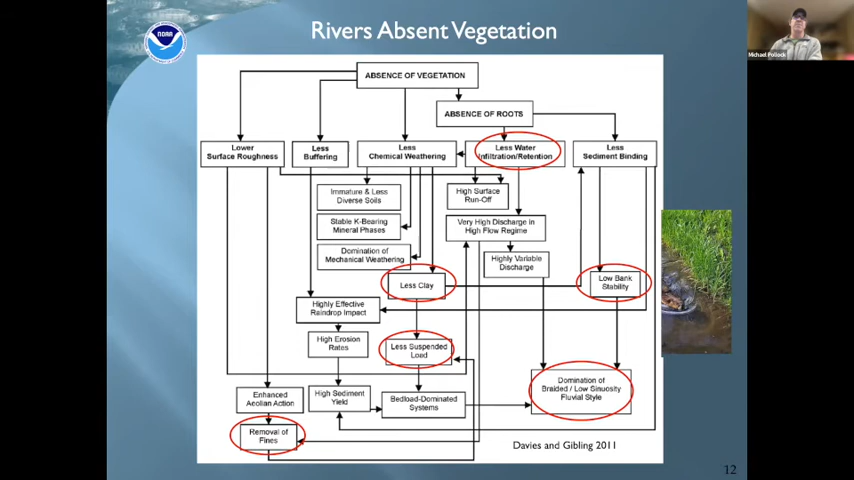 Rivers Absent Vegetation
NOAA
Michael Pollock
ABSENCE OF VEGETATION
ABSENCE OF ROOTS
Lower
Surface Roughness
Less
Buffering
Less
Chemical Weathering
Less Water
Infiltration/Retention
Less
Sediment Binding
Immature & Less
Diverse Soils
High Surface
Run-Off
Stable K-Bearing
Mineral Phases
Very High Discharge in
High Flow Regime
Domination of
Mechanical Weathering
Highly Variable
Discharge
Less Clay
Low Bank
Stability
Highly Effective
Raindrop Impact
High Erosion
Rates
Less Suspended
Load
Enhanced
Aeolian Action
High Sediment
Yield
Bedload-Dominated
Systems
Domination of
Braided / Low Sinuosity
Fluvial Style
Removal of
Fines
Davies and Gibling 2011
12